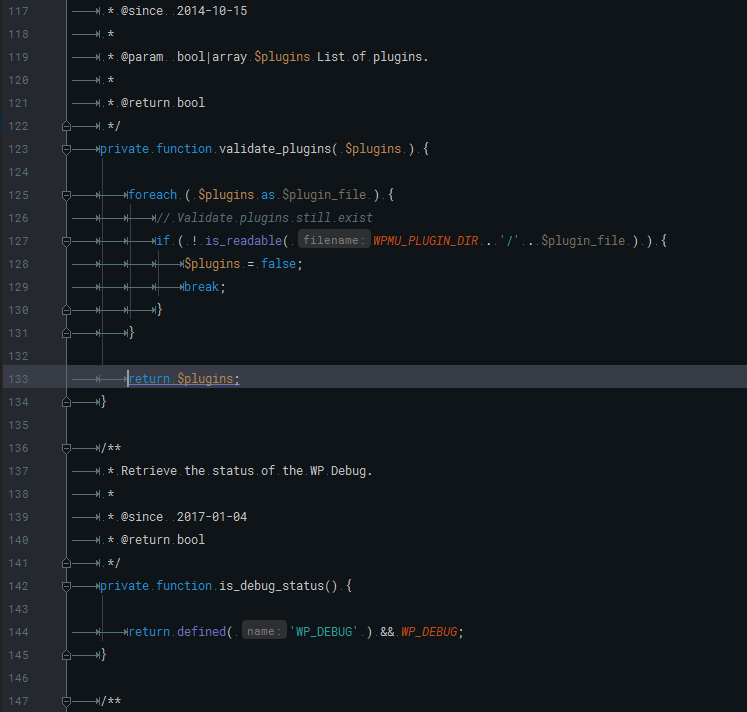 117 * @since 2014-10-15
118 *
119 * @param bool|array $plugins List of plugins.
120 *
121 * @return bool
122 */
123 private function validate_plugins( $plugins ) {
124
125 foreach ( $plugins as $plugin_file ) {
126 // Validate plugins still exist
127 if ( ! is_readable( filename: WPMU_PLUGIN_DIR . '/' . $plugin_file ) ) {
128 $plugins = false;
129 break;
130 }
131 }
132
133 return $plugins;
134 }
135
136 /**
137 * Retrieve the status of the WP Debug.
138 *
139 * @since 2017-01-04
140 * @return bool
141 */
142 private function is_debug_status() {
143
144 return defined( name: 'WP_DEBUG' ) && WP_DEBUG;
145 }
146
147 /**